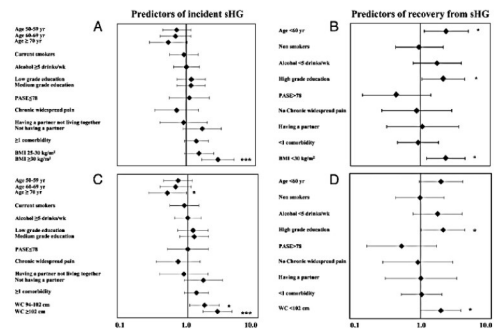 Predictors of incident sHG
Predictors of recovery from sHG
A
Age 50-59 yr
Age 60-69 yr
Age ≥ 70 yr
Current smokers
Alcohol ≥5 drinks/wk
Low grade education
Medium grade education
PASE≤78
Chronic widespread pain
Having a partner not living together
Not having a partner
≥1 comorbidity
BMI 25-30 kg/m²
BMI ≥30 kg/m²
***
B
Age <60 yr
*
Non smokers
Alcohol <5 drinks/wk
High grade education
*
PASE>78
No Chronic widespread pain
Having a partner
<1 comorbidity
BMI <30 kg/m²
*
C
Age 50-59 yr
Age 60-69 yr
Age ≥ 70 yr
*
Current smokers
Alcohol ≥5 drinks/wk
Low grade education
Medium grade education
PASE≤78
Chronic widespread pain
Having a partner not living together
Not having a partner
≥1 comorbidity
WC 94-102 cm
*
WC ≥102 cm
***
0.1
1.0
10.0
D
Age <60 yr
Non smokers
Alcohol <5 drinks/wk
High grade education
*
PASE>78
No Chronic widespread pain
Having a partner
<1 comorbidity
WC <102 cm
*
0.1
1.0
10.0